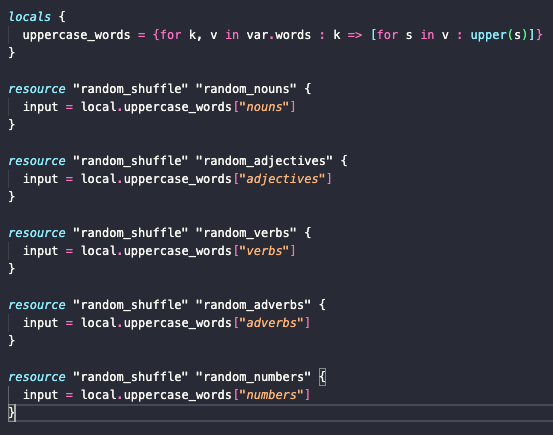 locals {
  uppercase_words = {for k, v in var.words : k => [for s in v : upper(s)]}
}
resource "random_shuffle" "random_nouns" {
  input = local.uppercase_words["nouns"]
}
resource "random_shuffle" "random_adjectives" {
  input = local.uppercase_words["adjectives"]
}
resource "random_shuffle" "random_verbs" {
  input = local.uppercase_words["verbs"]
}
resource "random_shuffle" "random_adverbs" {
  input = local.uppercase_words["adverbs"]
}
resource "random_shuffle" "random_numbers" {
  input = local.uppercase_words["numbers"]
}